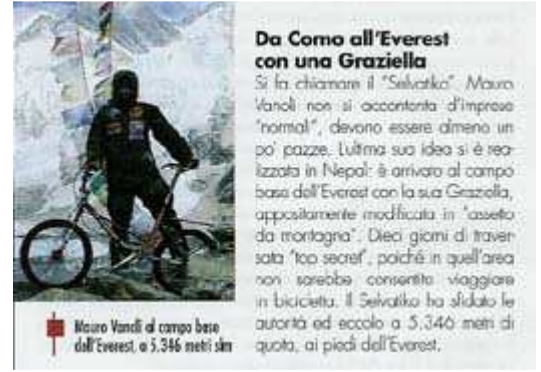 Da Como all'Everest
con una Graziella
Si fa chiamare il "Selvatiko". Mauro
Vanoli non si accontenta d'imprese
"normali", devono essere almeno un
po' pazze. L'ultima sua idea si è rea-
lizzata in Nepal: è arrivato al campo
base dell'Everest con la sua Graziella,
appositamente modificata in "assetto
da montagna". Dieci giorni di traver-
sata "top secret", poiché in quell'area
non sarebbe consentito viaggiare
in bicicletta. Il Selvatiko ha sfidato le
autorità ed eccolo a 5.346 metri di
quota, ai piedi dell'Everest.
Mauro Vanoli al campo base
dell'Everest, a 5.346 metri slm